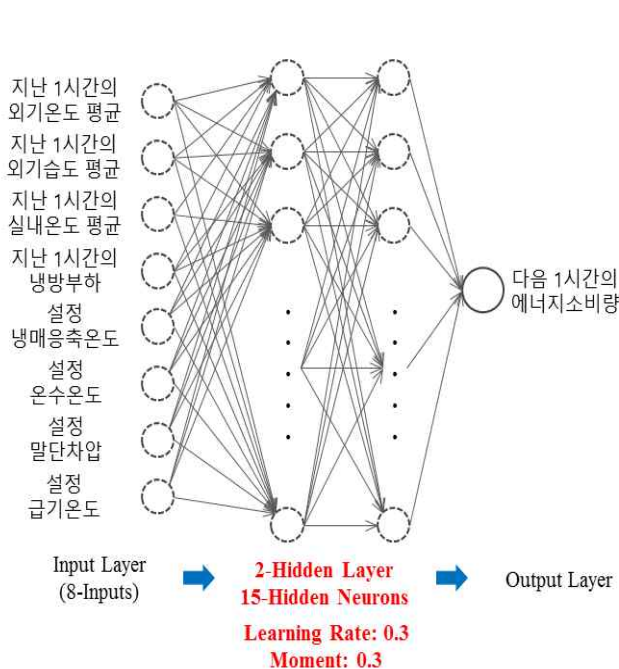 지난 1시간의
외기온도 평균
지난 1시간의
외기습도 평균
지난 1시간의
실내온도 평균
지난 1시간의
냉방부하
설정
냉매응축온도
설정
온수온도
설정
말단차압
설정
급기온도
다음 1시간의
에너지소비량
Input Layer
(8-Inputs)
2-Hidden Layer
15-Hidden Neurons
Learning Rate: 0.3
Moment: 0.3
Output Layer